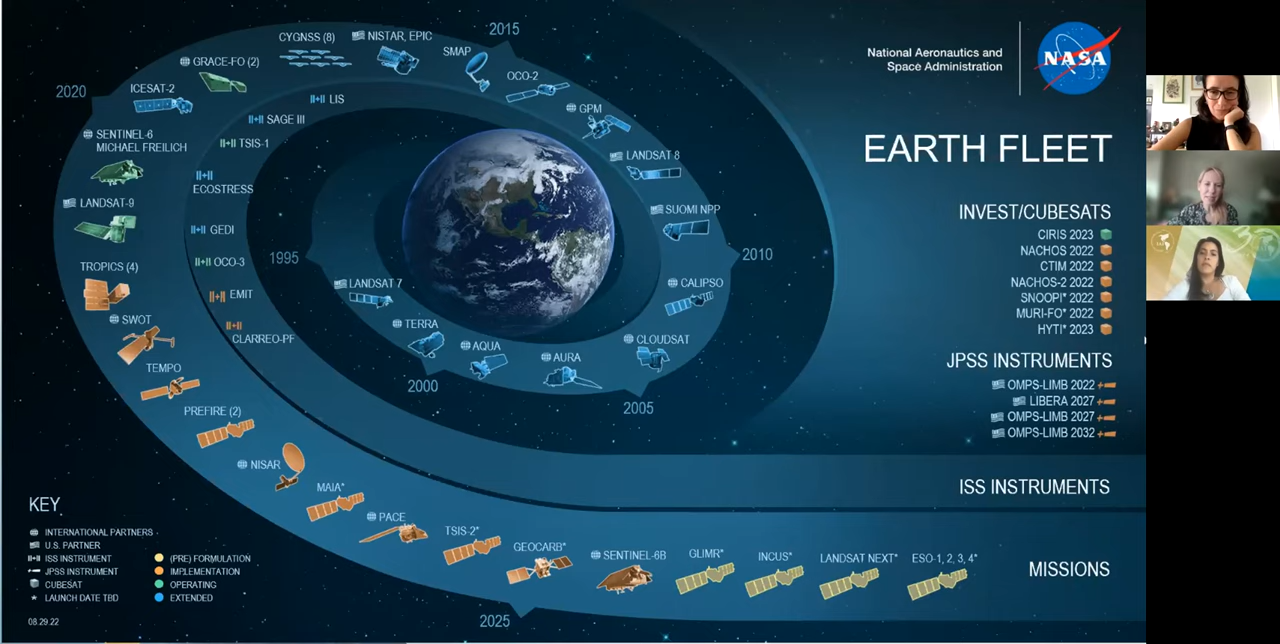 2015
CYGNSS (8)
NISTAR, EPIC
SMAP
GRACE-FO (2)
OCO-2
ICESAT-2
2020
LIS
GPM
SAGE III
SENTINEL-6
MICHAEL FREILICH
TSIS-1
LANDSAT 8
ECOSTRESS
LANDSAT-9
SUOMI NPP
GEDI
1995
2010
TROPICS (4)
OCO-3
LANDSAT 7
CALIPSO
EMIT
SWOT
TERRA
CLARREO-PF
AQUA
AURA
CLOUDSAT
TEMPO
2000
2005
PREFIRE (2)
NISAR
MAIA*
PACE
TSIS-2*
GEOCARB*
SENTINEL-6B
GLIMR*
INCUS*
LANDSAT NEXT*
ESO-1, 2, 3, 4*
2025
National Aeronautics and
Space Administration
NASA
EARTH FLEET
INVEST/CUBESATS
CIRIS 2023
NACHOS 2022
CTIM 2022
NACHOS-2 2022
SNOOPI* 2022
MURI-FO* 2022
HYTI* 2023
JPSS INSTRUMENTS
OMPS-LIMB 2022
LIBERA 2027
OMPS-LIMB 2027
OMPS-LIMB 2032
ISS INSTRUMENTS
MISSIONS
KEY
INTERNATIONAL PARTNERS
U.S. PARTNER
ISS INSTRUMENT
JPSS INSTRUMENT
CUBESAT
* LAUNCH DATE TBD
(PRE) FORMULATION
IMPLEMENTATION
OPERATING
EXTENDED
08.29.22